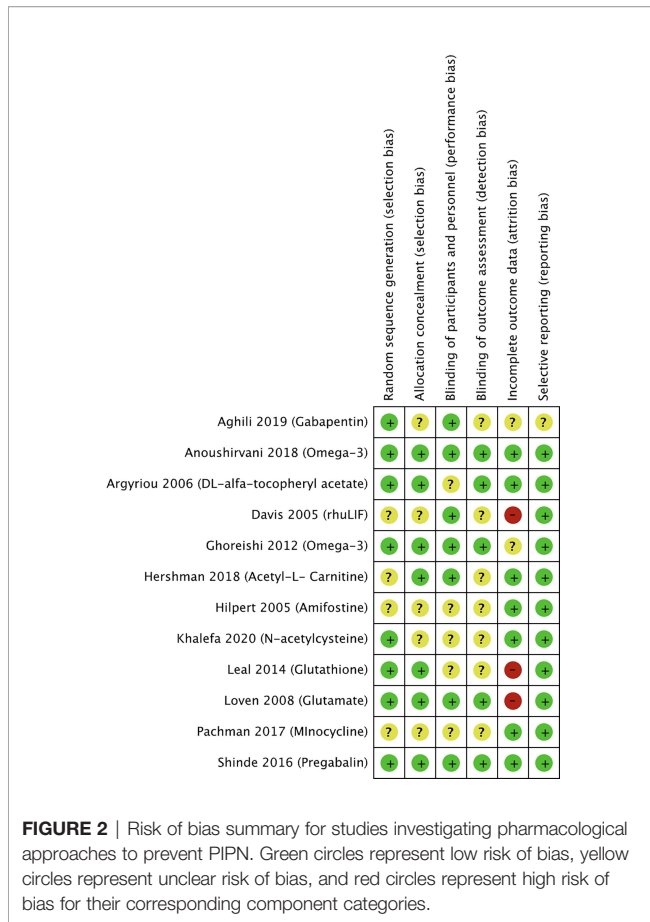 Random sequence generation (selection bias)
Allocation concealment (selection bias)
Blinding of participants and personnel (performance bias)
Blinding of outcome assessment (detection bias)
Incomplete outcome data (attrition bias)
Selective reporting (reporting bias)
Aghili 2019 (Gabapentin) + ? + ? ? ?
Anoushirvani 2018 (Omega-3) + + + + + +
Argyriou 2006 (DL-alfa-tocopheryl acetate) + + ? + + +
Davis 2005 (rhuLIF) ? ? + ? - +
Ghoreishi 2012 (Omega-3) + + + + ? +
Hershman 2018 (Acetyl-L- Carnitine) ? + + ? + +
Hilpert 2005 (Amifostine) ? ? ? ? + +
Khalefa 2020 (N-acetylcysteine) + ? ? ? + +
Leal 2014 (Glutathione) + + ? ? - +
Loven 2008 (Glutamate) + + + + - +
Pachman 2017 (MInocycline) ? ? ? ? + +
Shinde 2016 (Pregabalin) + + + + + +
FIGURE 2 | Risk of bias summary for studies investigating pharmacological
approaches to prevent PIPN. Green circles represent low risk of bias, yellow
circles represent unclear risk of bias, and red circles represent high risk of
bias for their corresponding component categories.